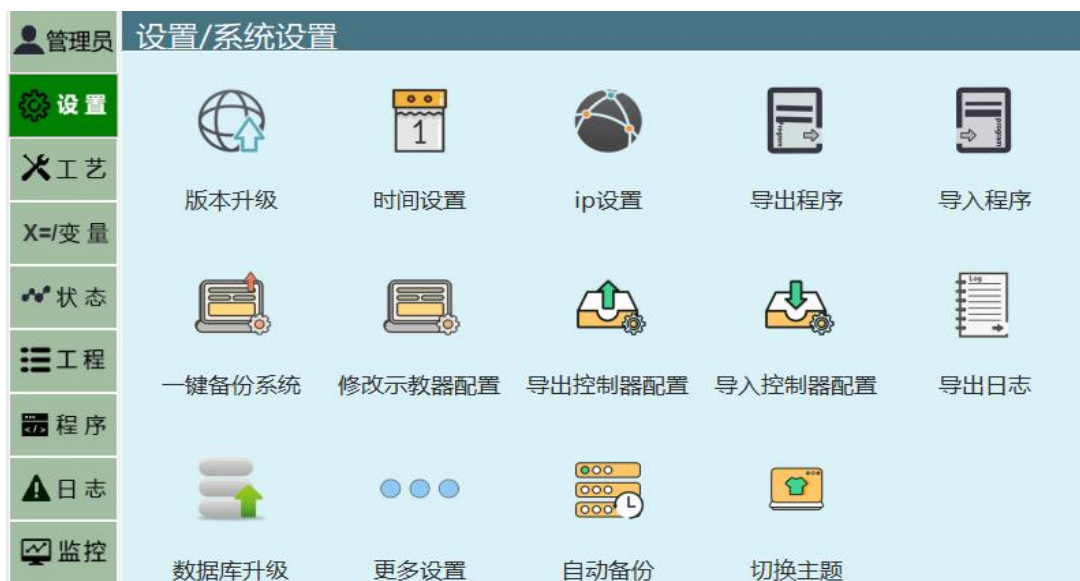 管理员
设置/系统设置
设 置
工 艺
X=/变 量
状 态
工 程
程 序
日 志
监 控
1
program
program
版本升级
时间设置
ip设置
导出程序
导入程序
Log
一键备份系统
修改示教器配置
导出控制器配置
导入控制器配置
导出日志
数据库升级
更多设置
自动备份
切换主题